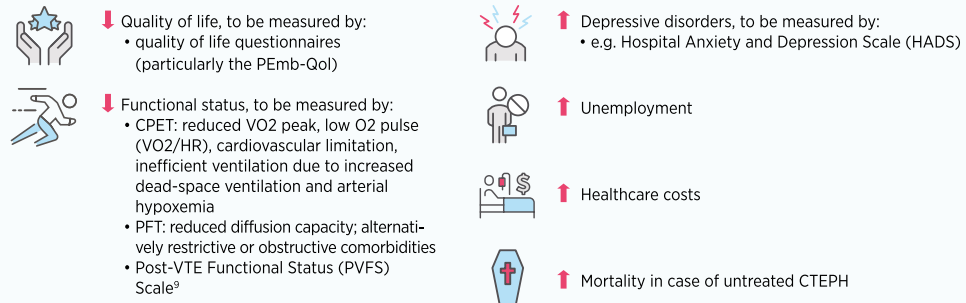 Quality of life, to be measured by:
• quality of life questionnaires
(particularly the PEmb-Qol)
Functional status, to be measured by:
• CPET: reduced VO2 peak, low O2 pulse
(VO2/HR), cardiovascular limitation,
inefficient ventilation due to increased
dead-space ventilation and arterial
hypoxemia
• PFT: reduced diffusion capacity; alternati-
vely restrictive or obstructive comorbidities
• Post-VTE Functional Status (PVFS)
Scale⁹
Depressive disorders, to be measured by:
• e.g. Hospital Anxiety and Depression Scale (HADS)
Unemployment
$
Healthcare costs
Mortality in case of untreated CTEPH